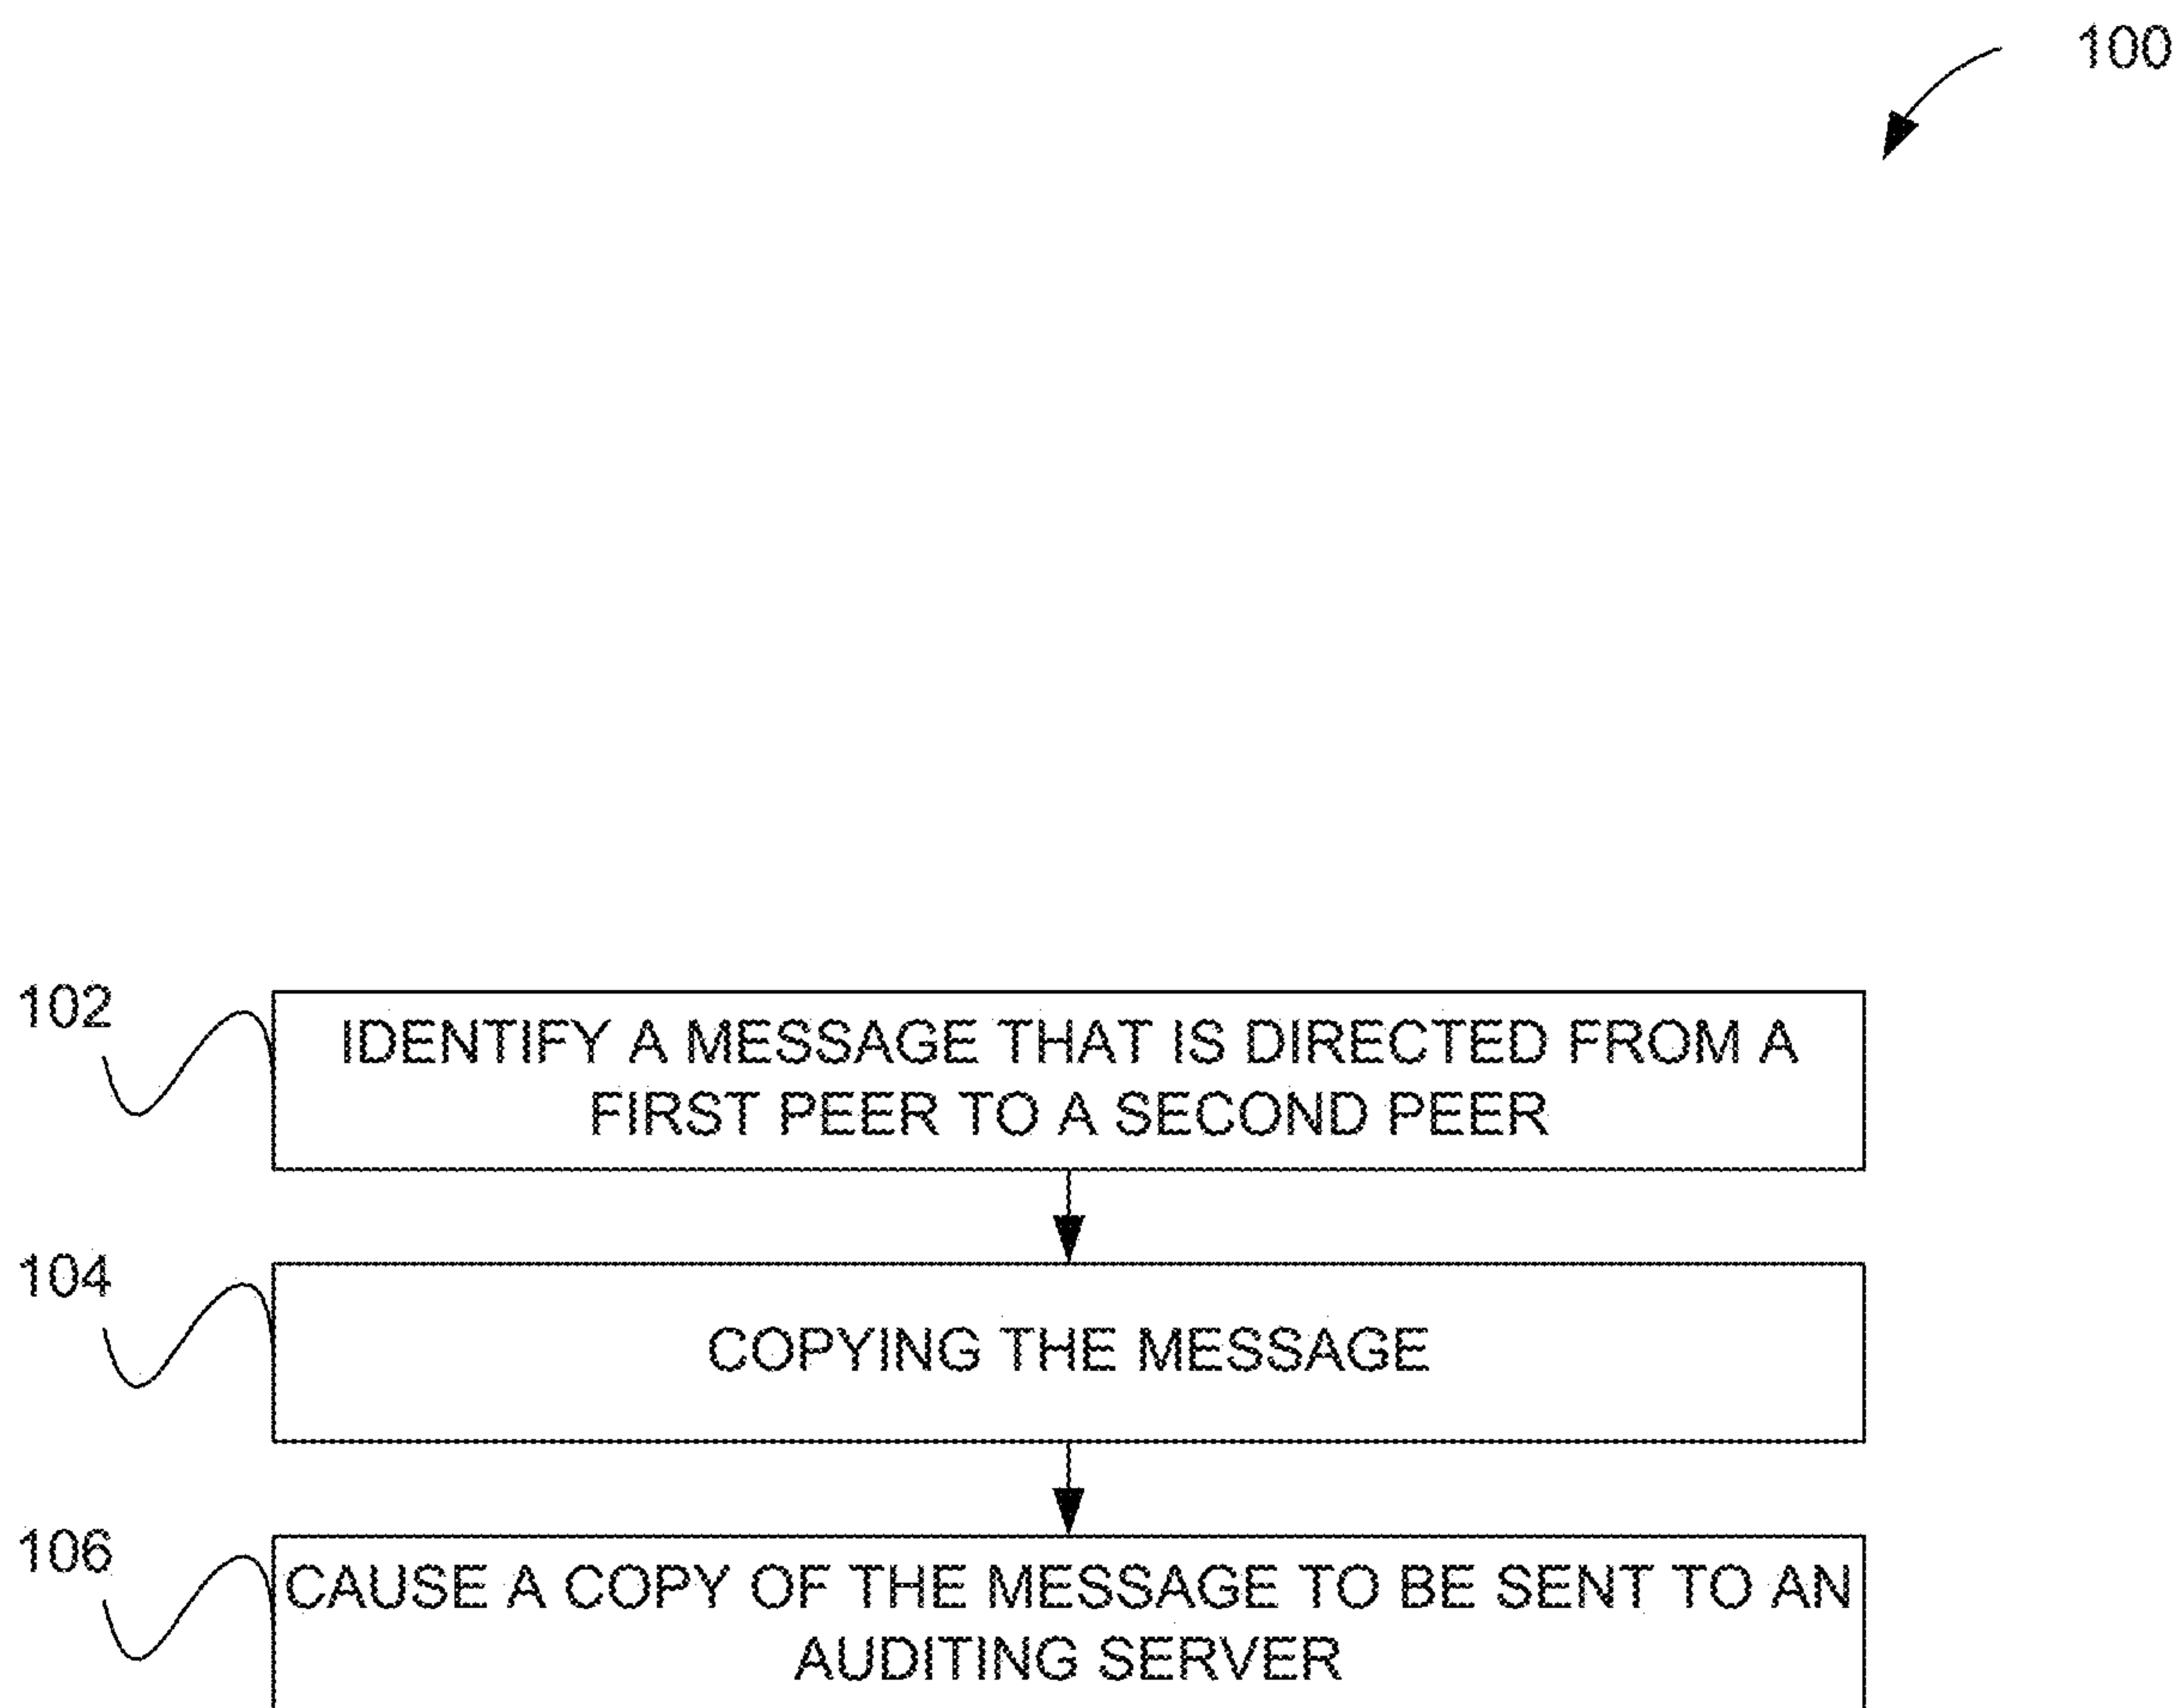 100
102
IDENTIFY A MESSAGE THAT IS DIRECTED FROM A
FIRST PEER TO A SECOND PEER
104
COPYING THE MESSAGE
106
CAUSE A COPY OF THE MESSAGE TO BE SENT TO AN
AUDITING SERVER